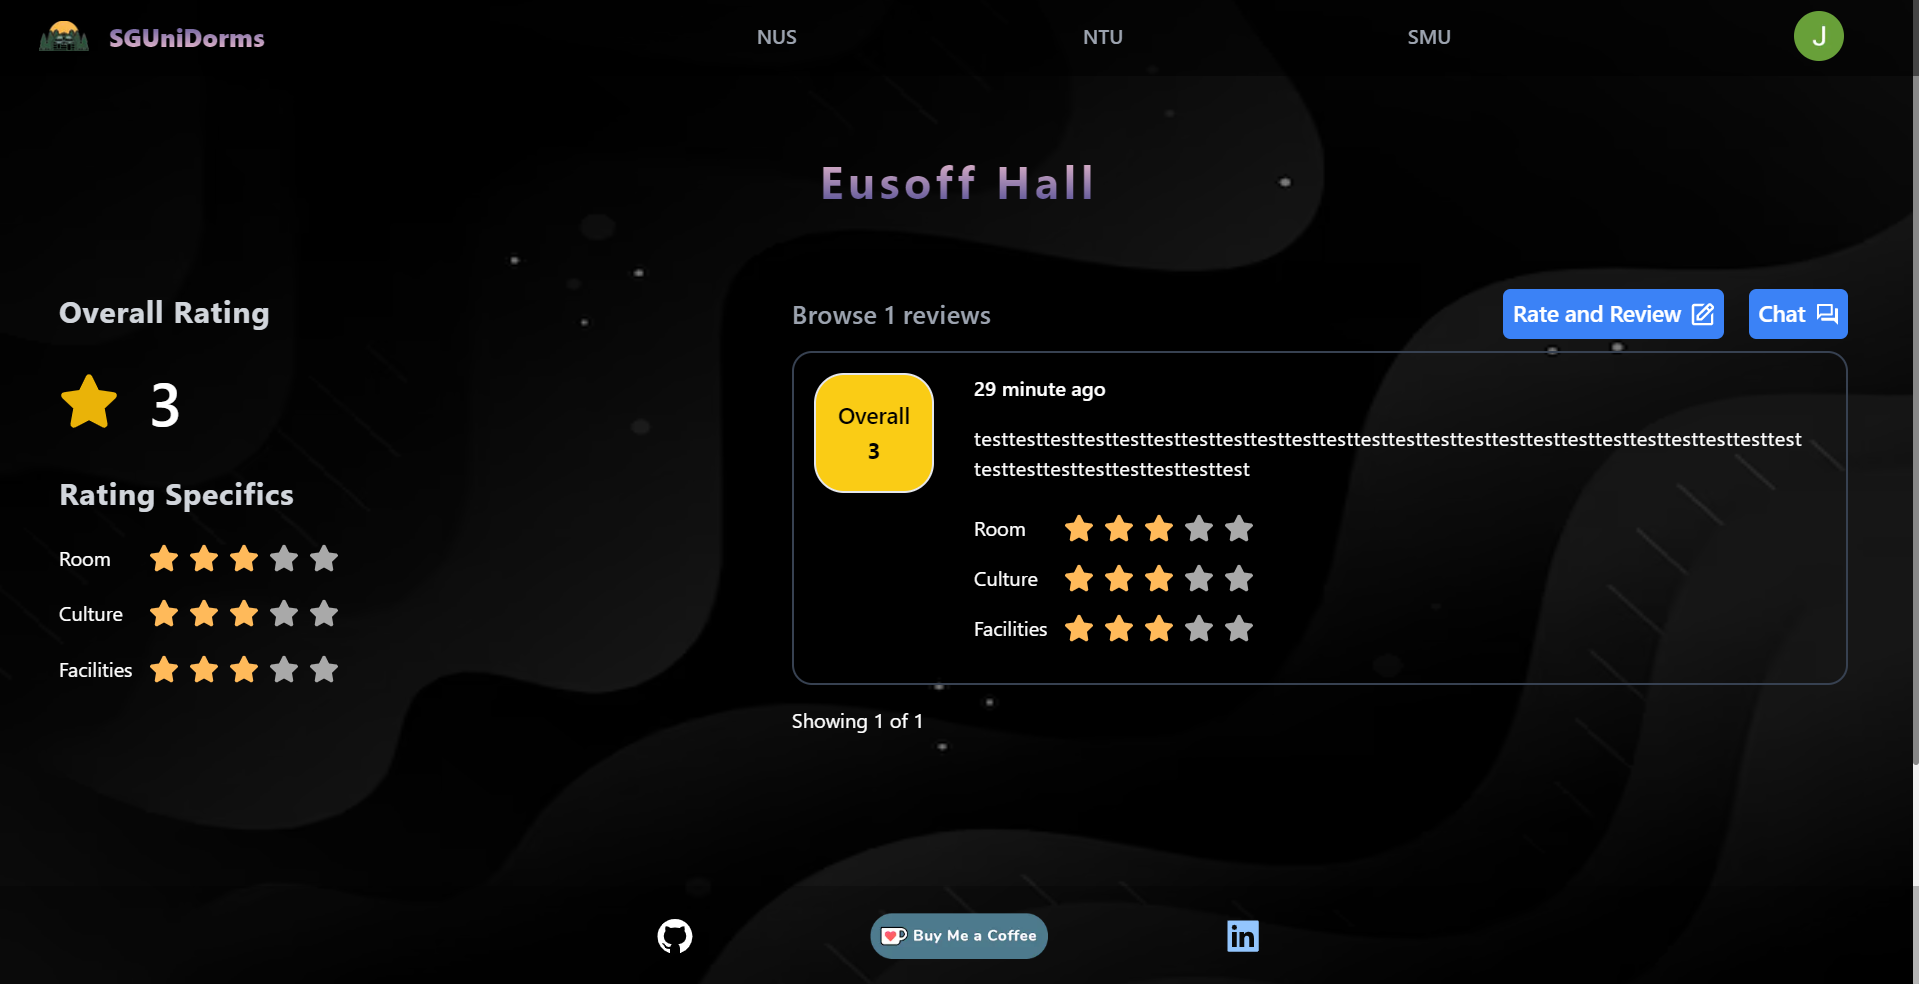 SGUniDorms
NUS
NTU
SMU
J
Eusoff Hall
Overall Rating
3
Rating Specifics
Room
Culture
Facilities
Browse 1 reviews
Rate and Review
Chat
Overall
3
29 minute ago
testtesttesttesttesttesttesttesttesttesttesttesttesttesttesttesttesttesttesttesttesttesttesttest
testtesttesttesttesttesttesttest
Room
Culture
Facilities
Showing 1 of 1
Buy Me a Coffee
in